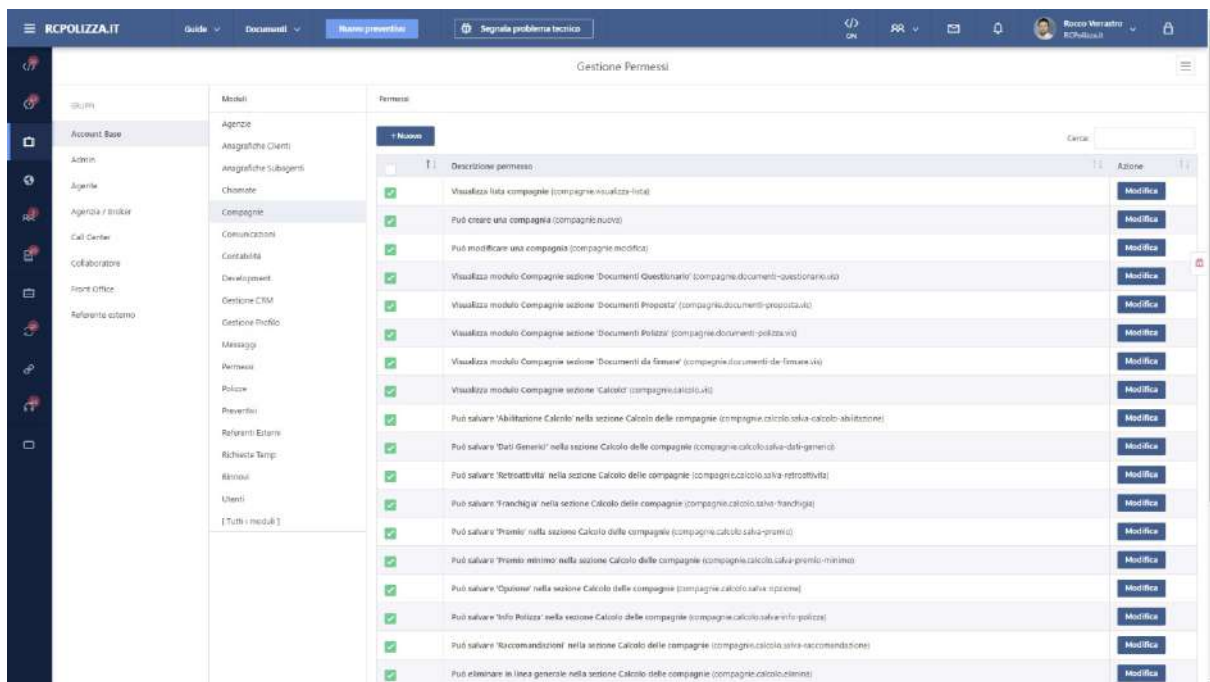 RCPOLIZZA.IT
Guide
Documenti
Nuovo preventivo
Segnala problema tecnico
ON
Rocco Verrastro
RCPolizza.it
Gestione Permessi
GRUPPI
Account Base
Admin
Agente
Agenzia / Broker
Call Center
Collaboratore
Front Office
Referente esterno
Moduli
Agenzie
Anagrafiche Clienti
Anagrafiche Subagenti
Chiamate
Compagnie
Comunicazioni
Contabilità
Development
Gestione CRM
Gestione Profilo
Messaggi
Permessi
Polizze
Preventivi
Referenti Esterni
Richieste Temp
Rinnovi
Utenti
[ Tutti i moduli ]
Permessi
+ Nuovo
Cerca:
Descrizione permesso
Azione
Visualizza lista compagnie (compagnie.visualizza-lista)
Modifica
Può creare una compagnia (compagnie.nuova)
Modifica
Può modificare una compagnia (compagnie.modifica)
Modifica
Visualizza modulo Compagnie sezione 'Documenti Questionario' (compagnie.documenti-questionario.vis)
Modifica
Visualizza modulo Compagnie sezione 'Documenti Proposta' (compagnie.documenti-proposta.vis)
Modifica
Visualizza modulo Compagnie sezione 'Documenti Polizza' (compagnie.documenti-polizza.vis)
Modifica
Visualizza modulo Compagnie sezione 'Documenti da firmare' (compagnie.documenti-da-firmare.vis)
Modifica
Visualizza modulo Compagnie sezione 'Calcolo' (compagnie.calcolo.vis)
Modifica
Può salvare 'Abilitazione Calcolo' nella sezione Calcolo delle compagnie (compagnie.calcolo.salva-calcolo-abilitazione)
Modifica
Può salvare 'Dati Generici' nella sezione Calcolo delle compagnie (compagnie.calcolo.salva-dati-generici)
Modifica
Può salvare 'Retroattività' nella sezione Calcolo delle compagnie (compagnie.calcolo.salva-retroattivita)
Modifica
Può salvare 'Franchigia' nella sezione Calcolo delle compagnie (compagnie.calcolo.salva-franchigia)
Modifica
Può salvare 'Premio' nella sezione Calcolo delle compagnie (compagnie.calcolo.salva-premio)
Modifica
Può salvare 'Premio minimo' nella sezione Calcolo delle compagnie (compagnie.calcolo.salva-premio-minimo)
Modifica
Può salvare 'Opzione' nella sezione Calcolo delle compagnie (compagnie.calcolo.salva-opzione)
Modifica
Può salvare 'Info Polizza' nella sezione Calcolo delle compagnie (compagnie.calcolo.salva-info-polizza)
Modifica
Può salvare 'Raccomandazioni' nella sezione Calcolo delle compagnie (compagnie.calcolo.salva-raccomandazione)
Modifica
Può eliminare in linea generale nella sezione Calcolo delle compagnie (compagnie.calcolo.elimina)
Modifica